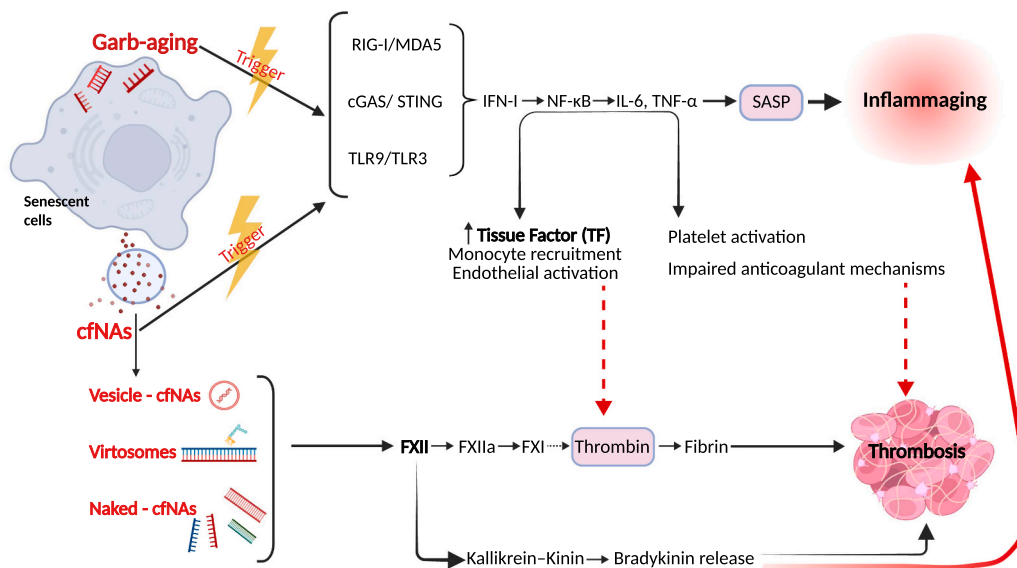 Garb-aging
Trigger
RIG-I/MDA5
cGAS/ STING
TLR9/TLR3
IFN-I
NF-κB
IL-6, TNF-α
SASP
Inflammaging
Senescent
cells
Trigger
Tissue Factor (TF)
Monocyte recruitment
Endothelial activation
Platelet activation
Impaired anticoagulant mechanisms
cfNAs
Vesicle - cfNAs
Virtosomes
Naked - cfNAs
FXII
FXIIa
FXI
Thrombin
Fibrin
Thrombosis
Kallikrein–Kinin
Bradykinin release